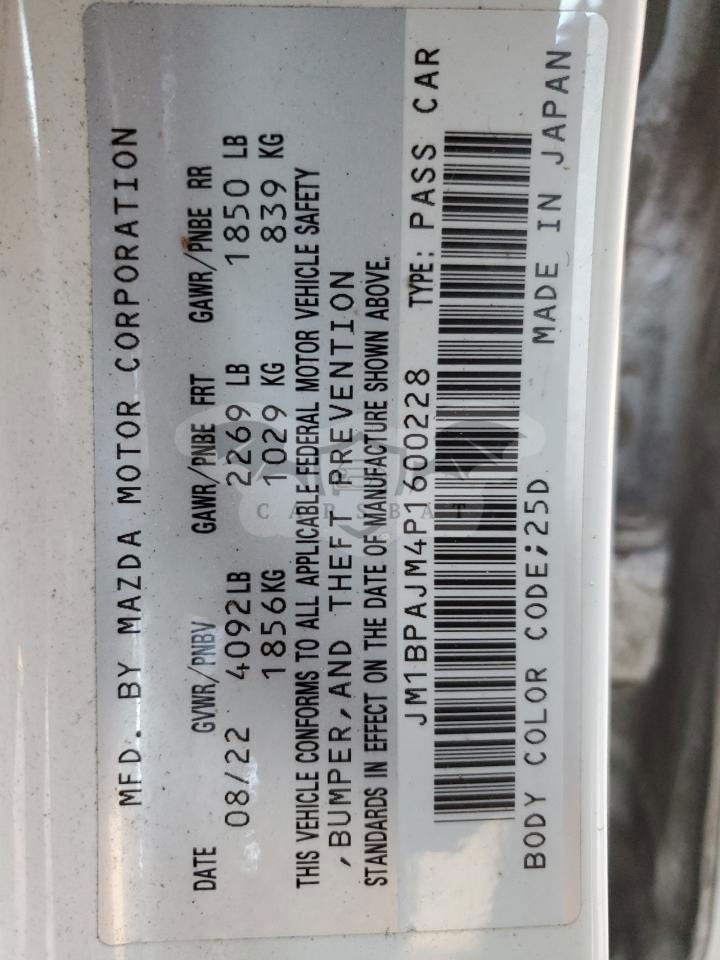 MFD. BY MAZDA MOTOR CORPORATION
DATE GVWR/PNBV GAWR/PNBE FRT GAWR/PNBE RR
08/22 4092LB 2269 LB 1850 LB
1856KG 1029 KG 839 KG
THIS VEHICLE CONFORMS TO ALL APPLICABLE FEDERAL MOTOR VEHICLE SAFETY
,BUMPER,AND THEFT PREVENTION
STANDARDS IN EFFECT ON THE DATE OF MANUFACTURE SHOWN ABOVE.
JM1BPAJM4P1600228 TYPE: PASS CAR
BODY COLOR CODE;25D MADE IN JAPAN
CARSBAT